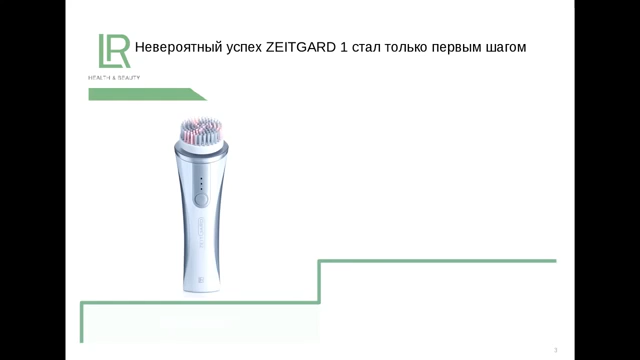 LR
Невероятный успех ZEITGARD 1 стал только первым шагом
HEALTH & BEAUTY